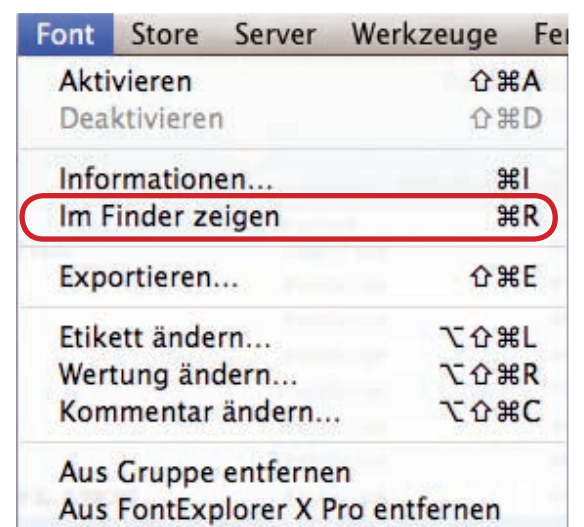 Font Store Server Werkzeuge Fe
Aktivieren ⇧⌘A
Deaktivieren ⇧⌘D
Informationen... ⌘I
Im Finder zeigen ⌘R
Exportieren... ⇧⌘E
Etikett ändern... ⌥⇧⌘L
Wertung ändern... ⌥⇧⌘R
Kommentar ändern... ⌥⇧⌘C
Aus Gruppe entfernen
Aus FontExplorer X Pro entfernen